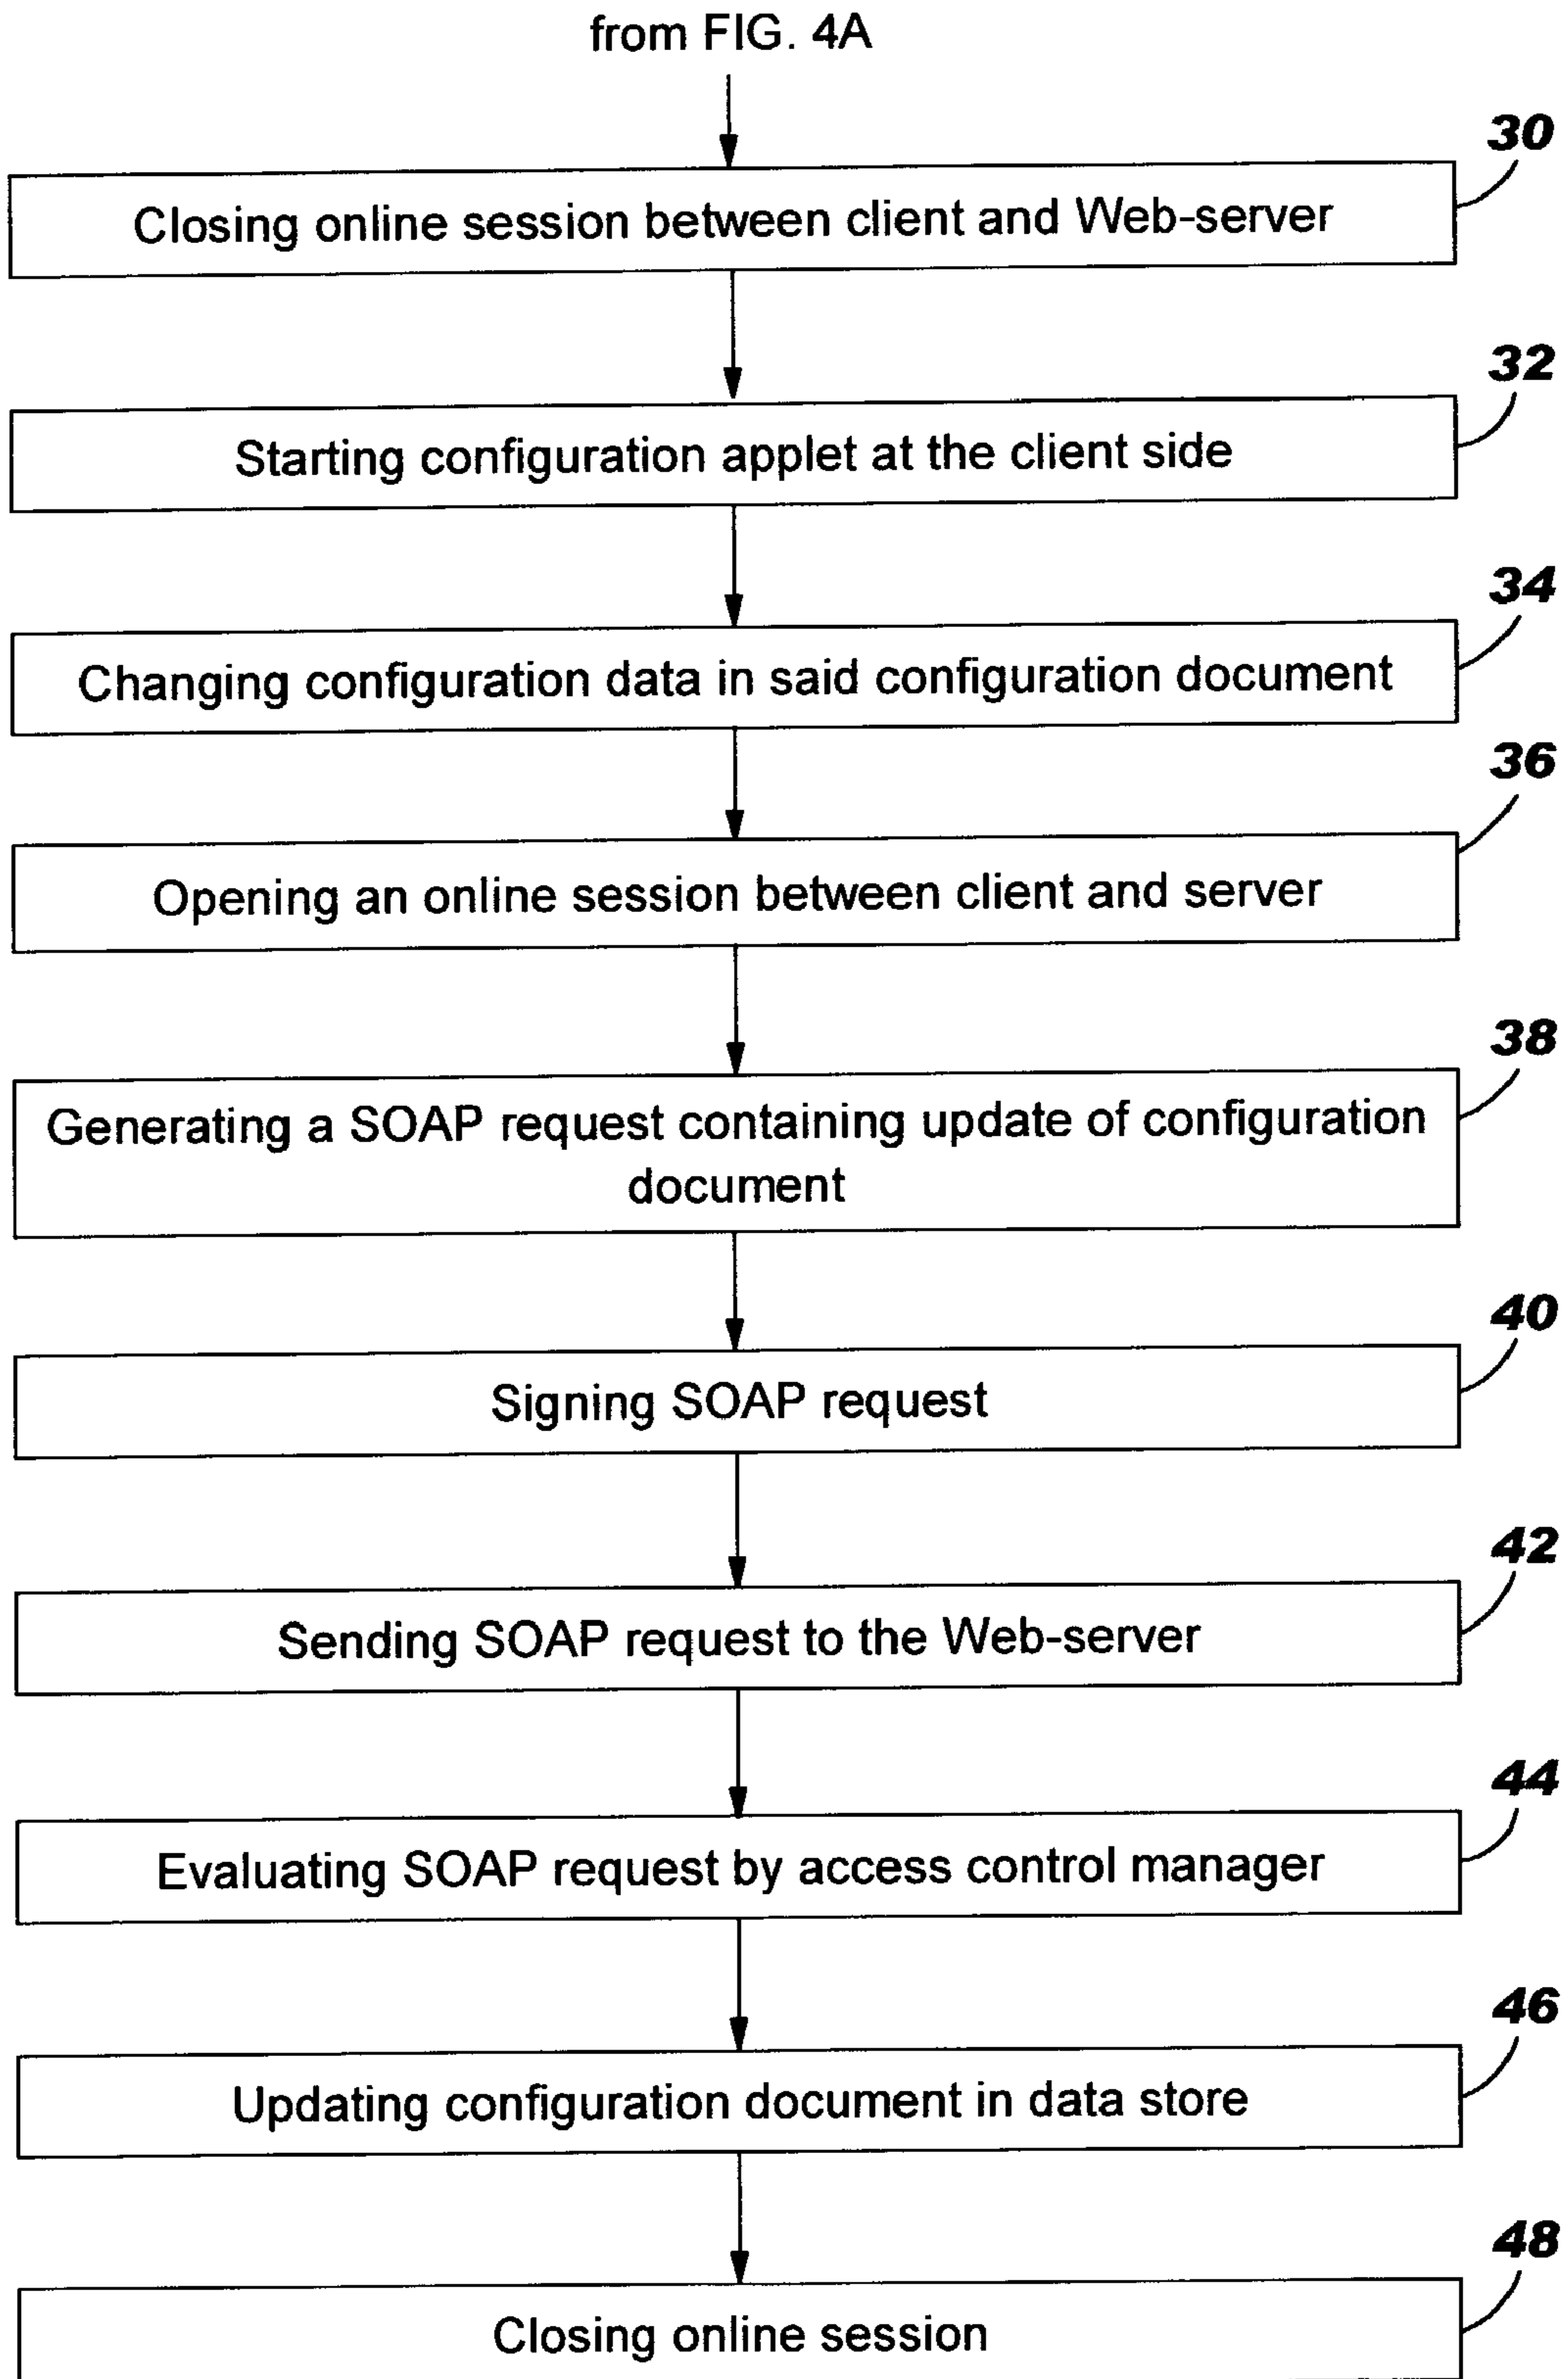 from FIG. 4A
30
Closing online session between client and Web-server
32
Starting configuration applet at the client side
34
Changing configuration data in said configuration document
36
Opening an online session between client and server
38
Generating a SOAP request containing update of configuration
document
40
Signing SOAP request
42
Sending SOAP request to the Web-server
44
Evaluating SOAP request by access control manager
46
Updating configuration document in data store
48
Closing online session